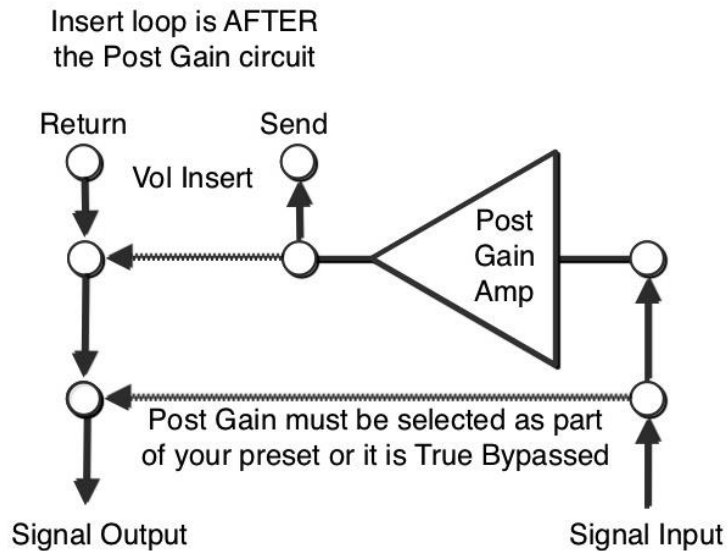 Insert loop is AFTER
the Post Gain circuit
Return
Send
Vol Insert
Post
Gain
Amp
Post Gain must be selected as part
of your preset or it is True Bypassed
Signal Output
Signal Input